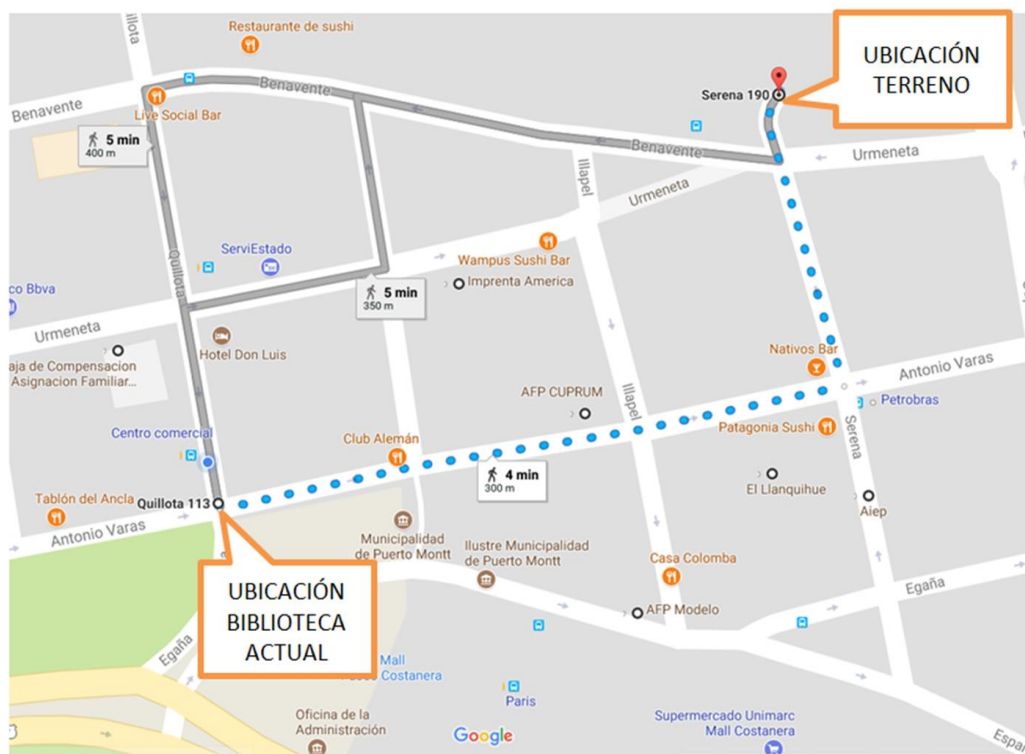 Restaurante de sushi
UBICACIÓN
TERRENO
Quillota
Benavente
Benavente
Live Social Bar
Serena 190
5 min
400 m
Benavente
Urmeneta
Illapel
Urmeneta
Quillota
ServiEstado
Wampus Sushi Bar
Imprenta America
5 min
350 m
co Bbva
Urmeneta
Hotel Don Luis
aja de Compensacion
Asignacion Familiar...
Nativos Bar
Antonio Varas
AFP CUPRUM
Illapel
Petrobras
Serena
Patagonia Sushi
Centro comercial
Club Alemán
4 min
300 m
El Llanquihue
Aiep
Tablón del Ancla
Quillota 113
Antonio Varas
Municipalidad
de Puerto Montt
Ilustre Municipalidad
de Puerto Montt
Casa Colomba
Egaña
UBICACIÓN
BIBLIOTECA
ACTUAL
AFP Modelo
Egaña
Mall
Costanera
Paris
Oficina de la
Administración
Google
Supermercado Unimarc
Mall Costanera